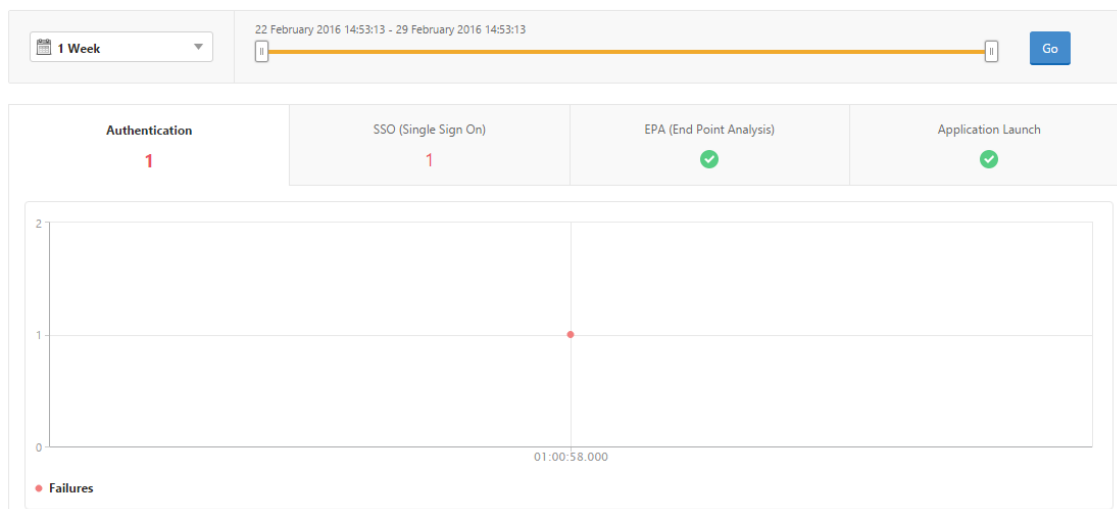 22 February 2016 14:53:13 - 29 February 2016 14:53:13
1 Week
Go
Authentication
1
SSO (Single Sign On)
1
EPA (End Point Analysis)
Application Launch
2
1
0
01:00:58.000
Failures